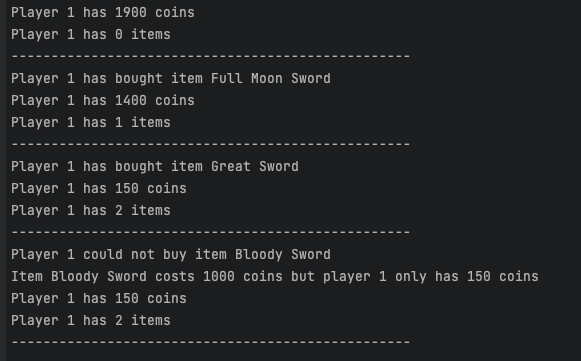 Player 1 has 1900 coins
Player 1 has 0 items
--------------------------------------------------
Player 1 has bought item Full Moon Sword
Player 1 has 1400 coins
Player 1 has 1 items
--------------------------------------------------
Player 1 has bought item Great Sword
Player 1 has 150 coins
Player 1 has 2 items
--------------------------------------------------
Player 1 could not buy item Bloody Sword
Item Bloody Sword costs 1000 coins but player 1 only has 150 coins
Player 1 has 150 coins
Player 1 has 2 items
--------------------------------------------------